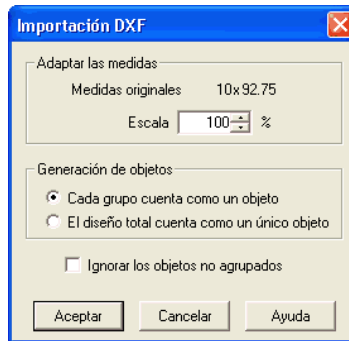 Importación DXF
Adaptar las medidas
Medidas originales 10x92.75
Escala 100 %
Generación de objetos
Cada grupo cuenta como un objeto
El diseño total cuenta como un único objeto
Ignorar los objetos no agrupados
Aceptar Cancelar Ayuda